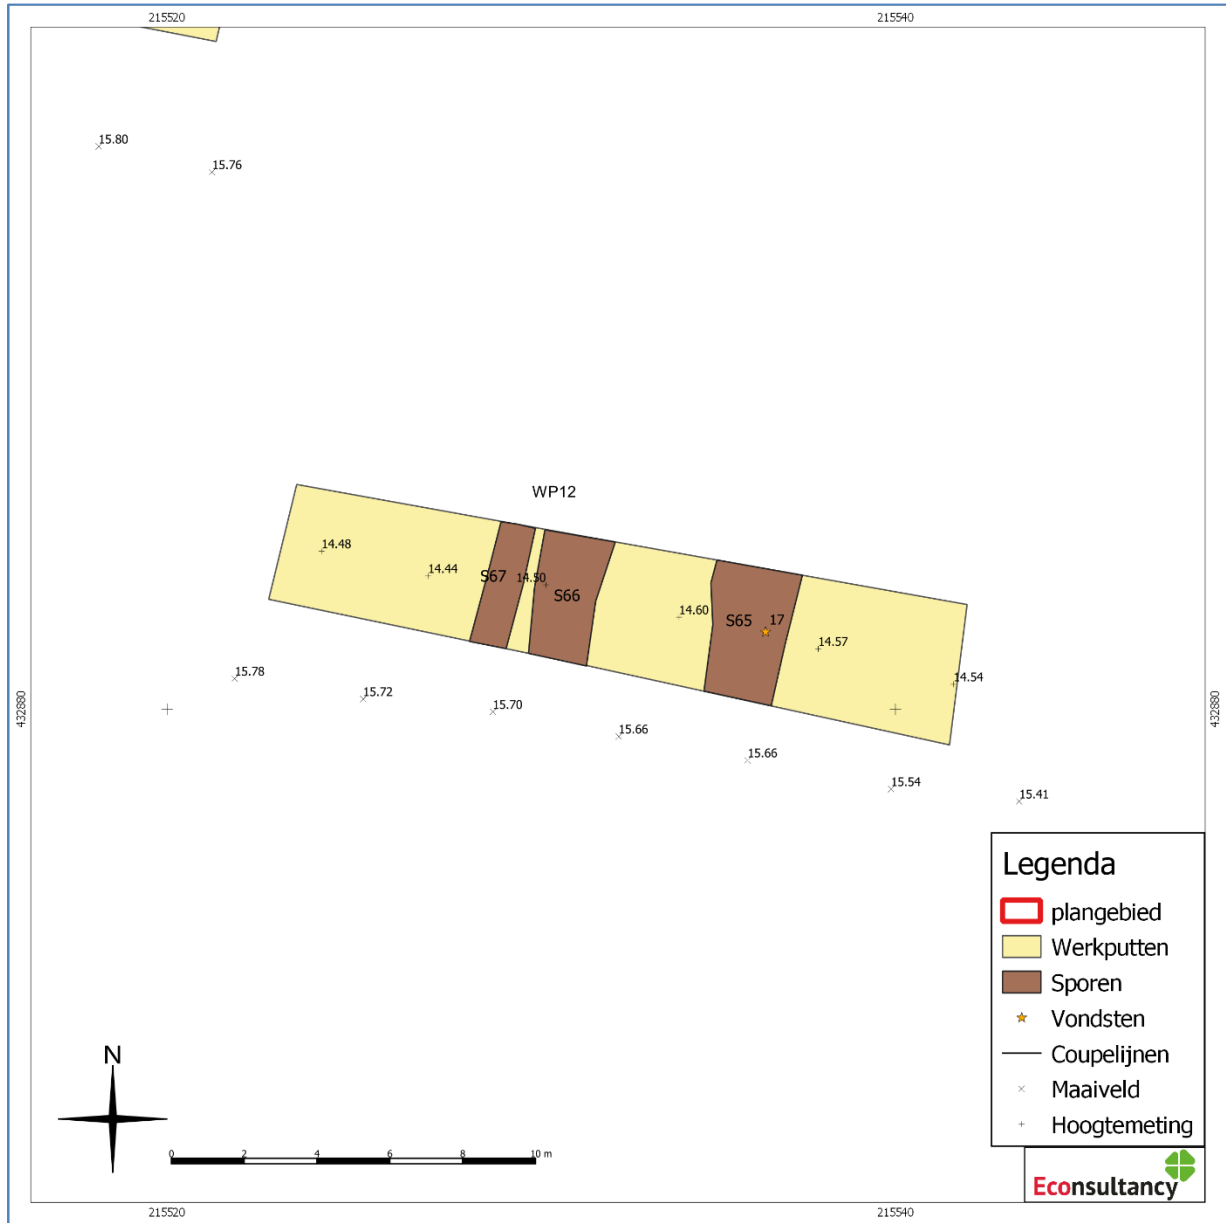 215520
215540
15.80
15.76
WP12
14.48
14.44
S67
14.50
S66
14.60
S65
17
14.57
14.54
15.78
15.72
15.70
15.66
15.66
15.54
15.41
432880
432880
Legenda
plangebied
Werkputten
Sporen
Vondsten
Coupelijnen
Maaiveld
Hoogtemeting
N
0 2 4 6 8 10 m
Econsultancy
215520
215540